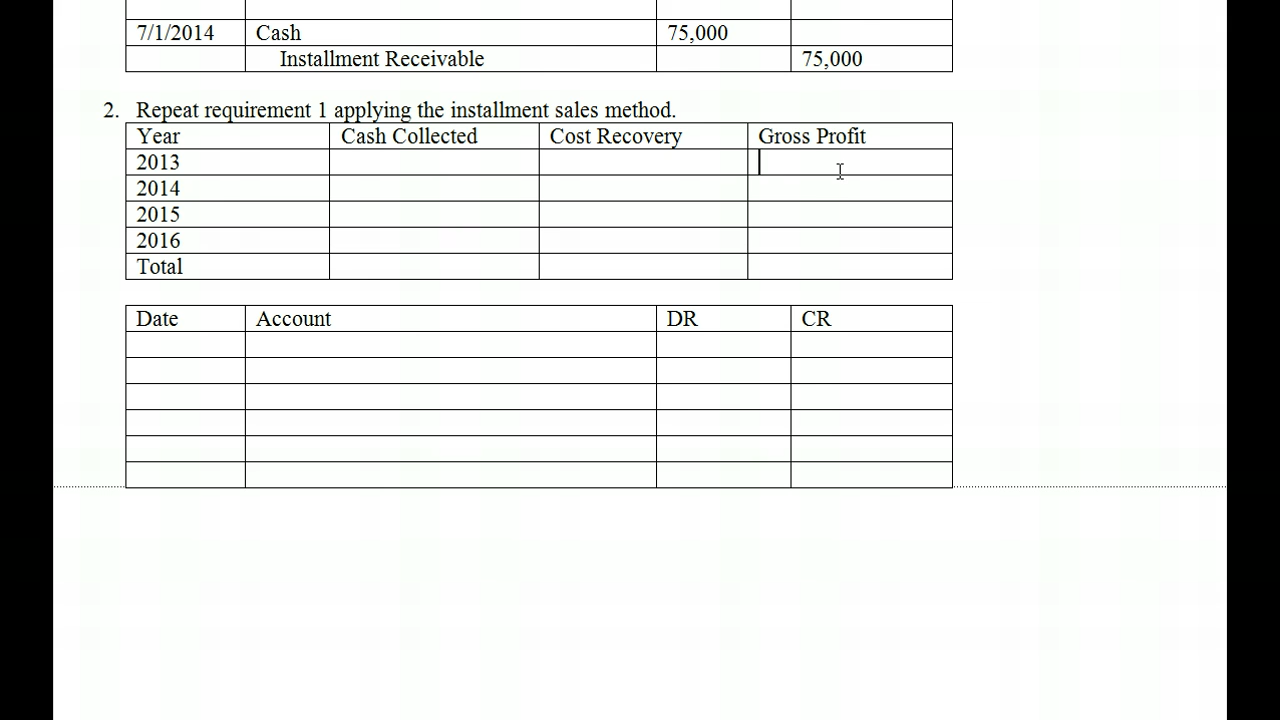 7/1/2014 Cash 75,000
Installment Receivable 75,000
2. Repeat requirement 1 applying the installment sales method.
Year Cash Collected Cost Recovery Gross Profit
2013
2014
2015
2016
Total
Date Account DR CR